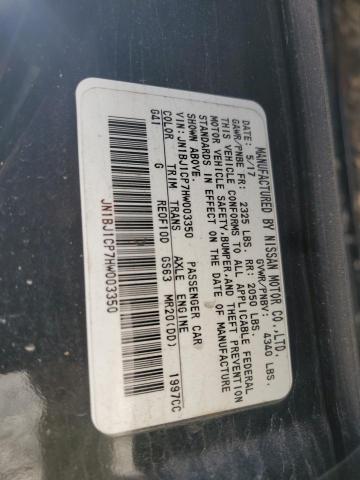 MANUFACTURED BY NISSAN MOTOR CO.,LTD.
DATE: 5/17 GVWR/PNBV: 4340 LBS.
GAWR/PNBE FR: 2325 LBS. RR: 2050 LBS.
THIS VEHICLE CONFORMS TO ALL APPLICABLE FEDERAL
MOTOR VEHICLE SAFETY,BUMPER,AND THEFT PREVENTION
STANDARDS IN EFFECT ON THE DATE OF MANUFACTURE
SHOWN ABOVE.
VIN:JN1BJ1CP7HW003350 PASSENGER CAR
COLOR TRIM TRANS AXLE ENGINE
G41 G RE0F10D GS63 MR20(DD) 1997CC
JN1BJ1CP7HW003350